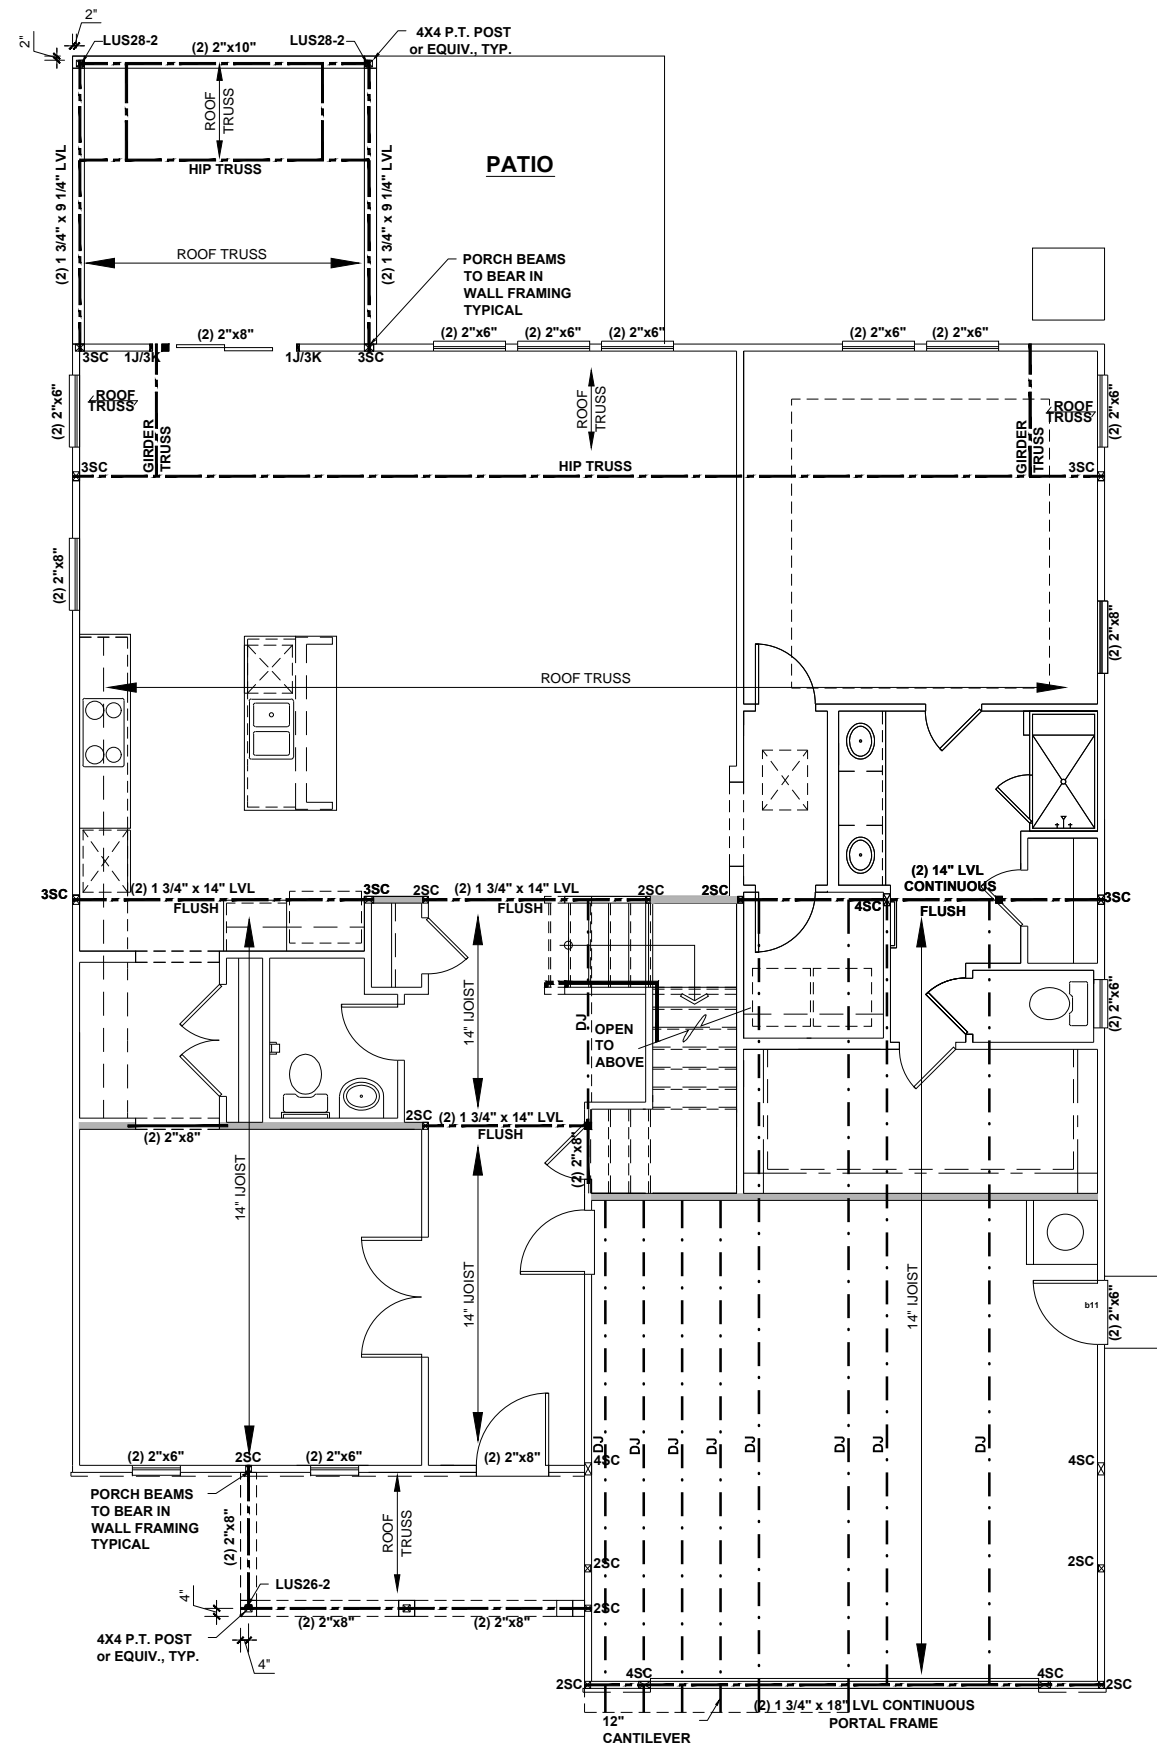 2"
2"
LUS28-2
(2) 2"x10"
LUS28-2
4X4 P.T. POST
or EQUIV., TYP.
ROOF
TRUSS
HIP TRUSS
PATIO
(2) 1 3/4" x 9 1/4" LVL
(2) 1 3/4" x 9 1/4" LVL
ROOF TRUSS
PORCH BEAMS
TO BEAR IN
WALL FRAMING
TYPICAL
(2) 2"x8"
(2) 2"x6"
(2) 2"x6"
(2) 2"x6"
(2) 2"x6"
(2) 2"x6"
3SC
1J/3K
1J/3K
3SC
(2) 2"x6"
ROOF
TRUSS
ROOF
TRUSS
ROOF
TRUSS
(2) 2"x6"
GIRDER
TRUSS
GIRDER
TRUSS
3SC
HIP TRUSS
3SC
(2) 2"x8"
(2) 2"x8"
ROOF TRUSS
3SC
(2) 1 3/4" x 14" LVL
FLUSH
3SC
2SC
(2) 1 3/4" x 14" LVL
FLUSH
2SC
2SC
(2) 14" LVL
CONTINUOUS
FLUSH
4SC
3SC
14" IJOIST
DJ
OPEN
TO
ABOVE
(2) 2"x6"
2SC
(2) 1 3/4" x 14" LVL
FLUSH
(2) 2"x8"
(2) 2"x8"
14" IJOIST
14" IJOIST
14" IJOIST
b11
(2) 2"x6"
DJ
DJ
DJ
DJ
DJ
DJ
DJ
DJ
(2) 2"x6"
2SC
(2) 2"x6"
(2) 2"x8"
4SC
4SC
PORCH BEAMS
TO BEAR IN
WALL FRAMING
TYPICAL
(2) 2"x8"
ROOF
TRUSS
2SC
2SC
LUS26-2
4"
(2) 2"x8"
(2) 2"x8"
2SC
4X4 P.T. POST
or EQUIV., TYP.
4"
2SC
4SC
4SC
2SC
(2) 1 3/4" x 18" LVL CONTINUOUS
PORTAL FRAME
12"
CANTILEVER